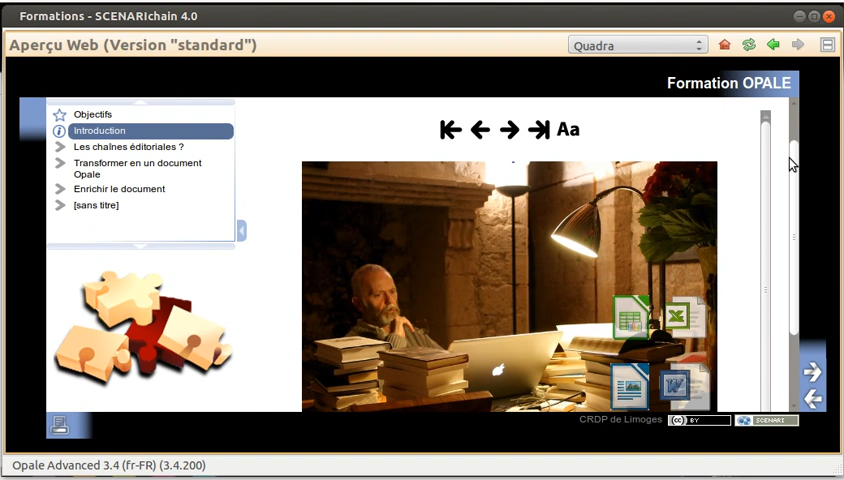 Formations - SCENARIchain 4.0
Aperçu Web (Version "standard")
Quadra
Formation OPALE
Objectifs
Introduction
Les chaînes éditoriales ?
Transformer en un document
Opale
Enrichir le document
[sans titre]
Aa
X
W
CRDP de Limoges
cc BY
SCENARI
Opale Advanced 3.4 (fr-FR) (3.4.200)